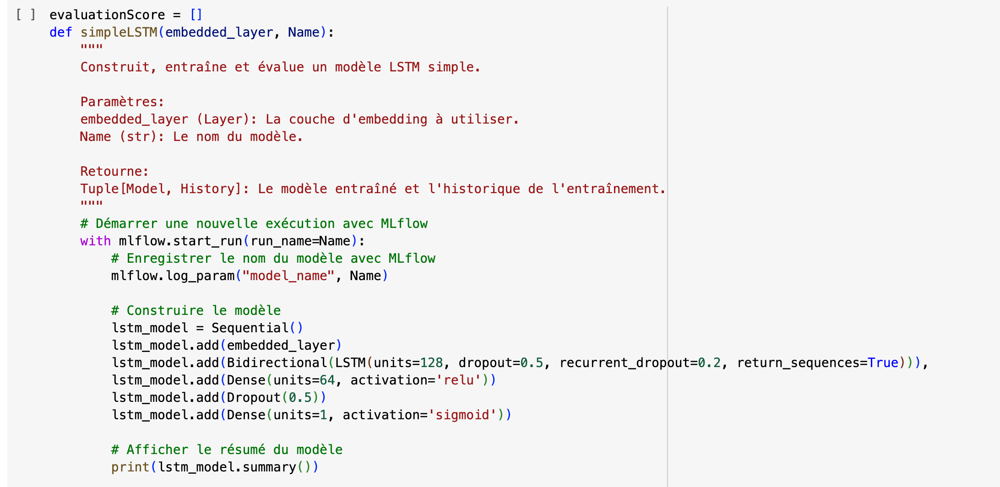 [ ] evaluationScore = []
def simpleLSTM(embedded_layer, Name):
    """
    Construit, entraîne et évalue un modèle LSTM simple.

    Paramètres:
    embedded_layer (Layer): La couche d'embedding à utiliser.
    Name (str): Le nom du modèle.

    Retourne:
    Tuple[Model, History]: Le modèle entraîné et l'historique de l'entraînement.
    """
    # Démarrer une nouvelle exécution avec MLflow
    with mlflow.start_run(run_name=Name):
        # Enregistrer le nom du modèle avec MLflow
        mlflow.log_param("model_name", Name)

        # Construire le modèle
        lstm_model = Sequential()
        lstm_model.add(embedded_layer)
        lstm_model.add(Bidirectional(LSTM(units=128, dropout=0.5, recurrent_dropout=0.2, return_sequences=True))),
        lstm_model.add(Dense(units=64, activation='relu'))
        lstm_model.add(Dropout(0.5))
        lstm_model.add(Dense(units=1, activation='sigmoid'))

        # Afficher le résumé du modèle
        print(lstm_model.summary())